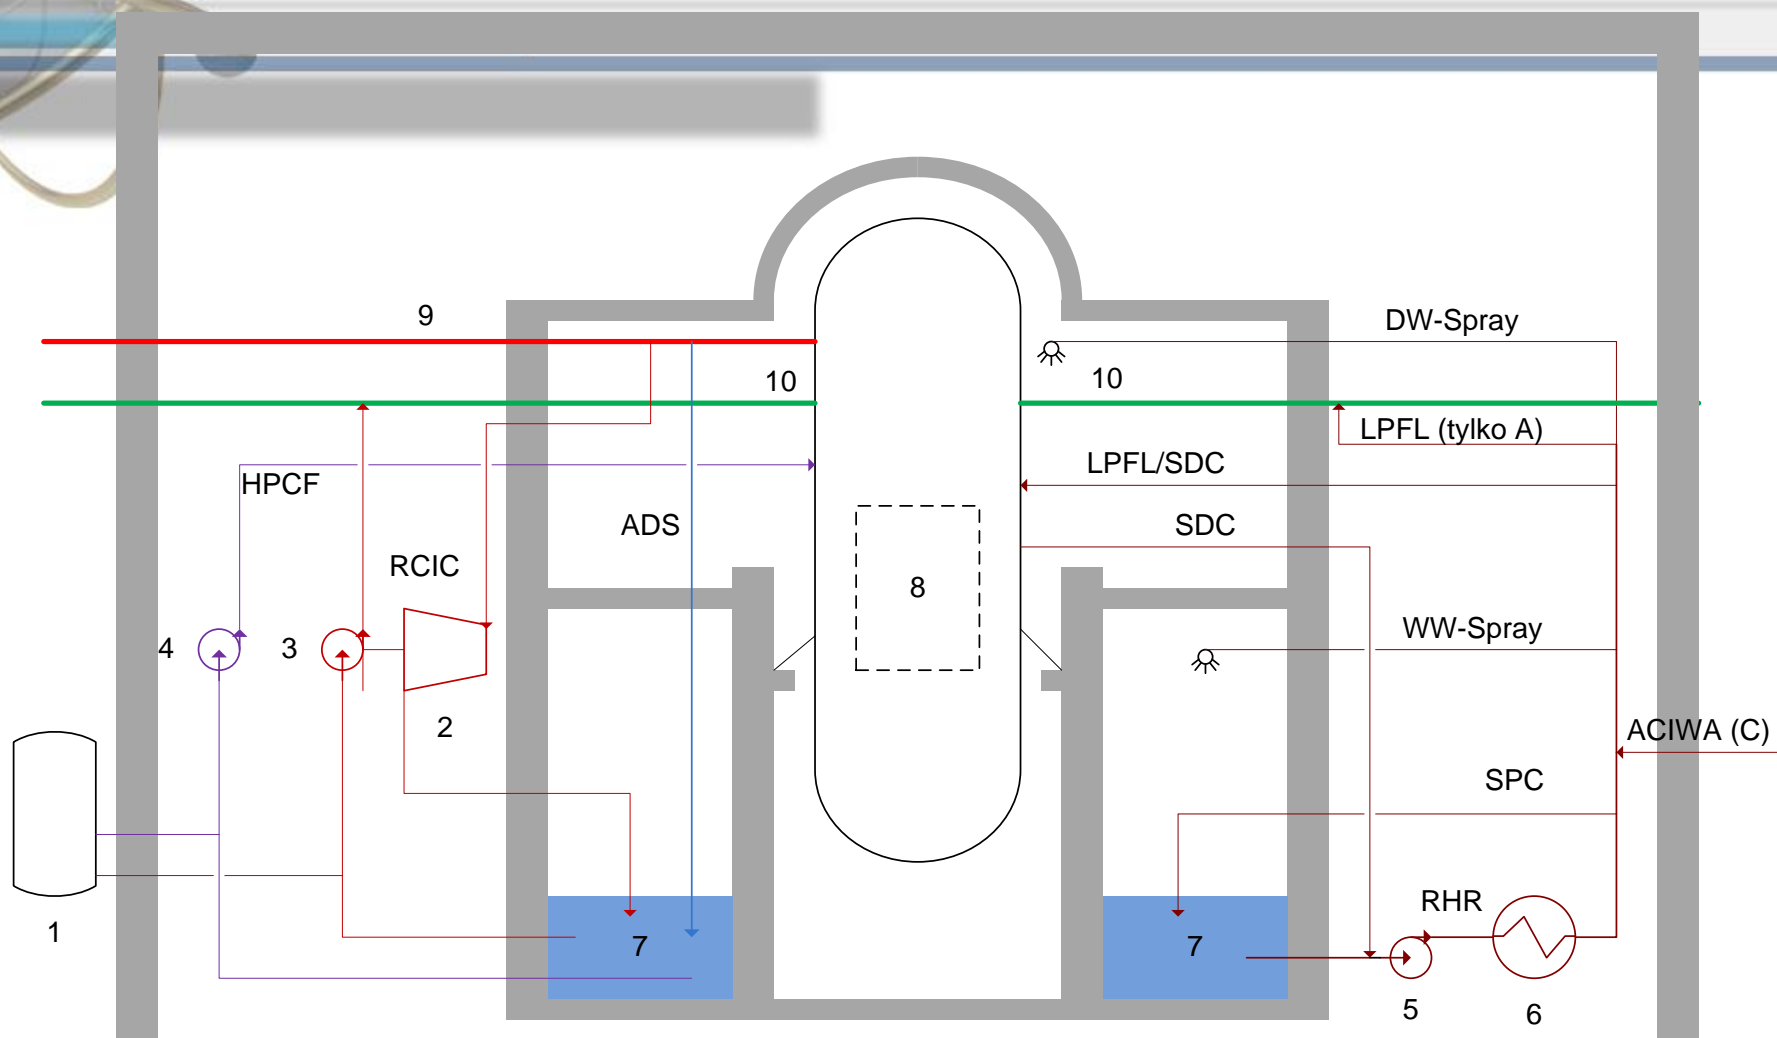 9
DW-Spray
10
10
LPFL (tylko A)
LPFL/SDC
HPCF
ADS
SDC
RCIC
8
4
3
WW-Spray
2
ACIWA (C)
SPC
RHR
1
7
7
5
6